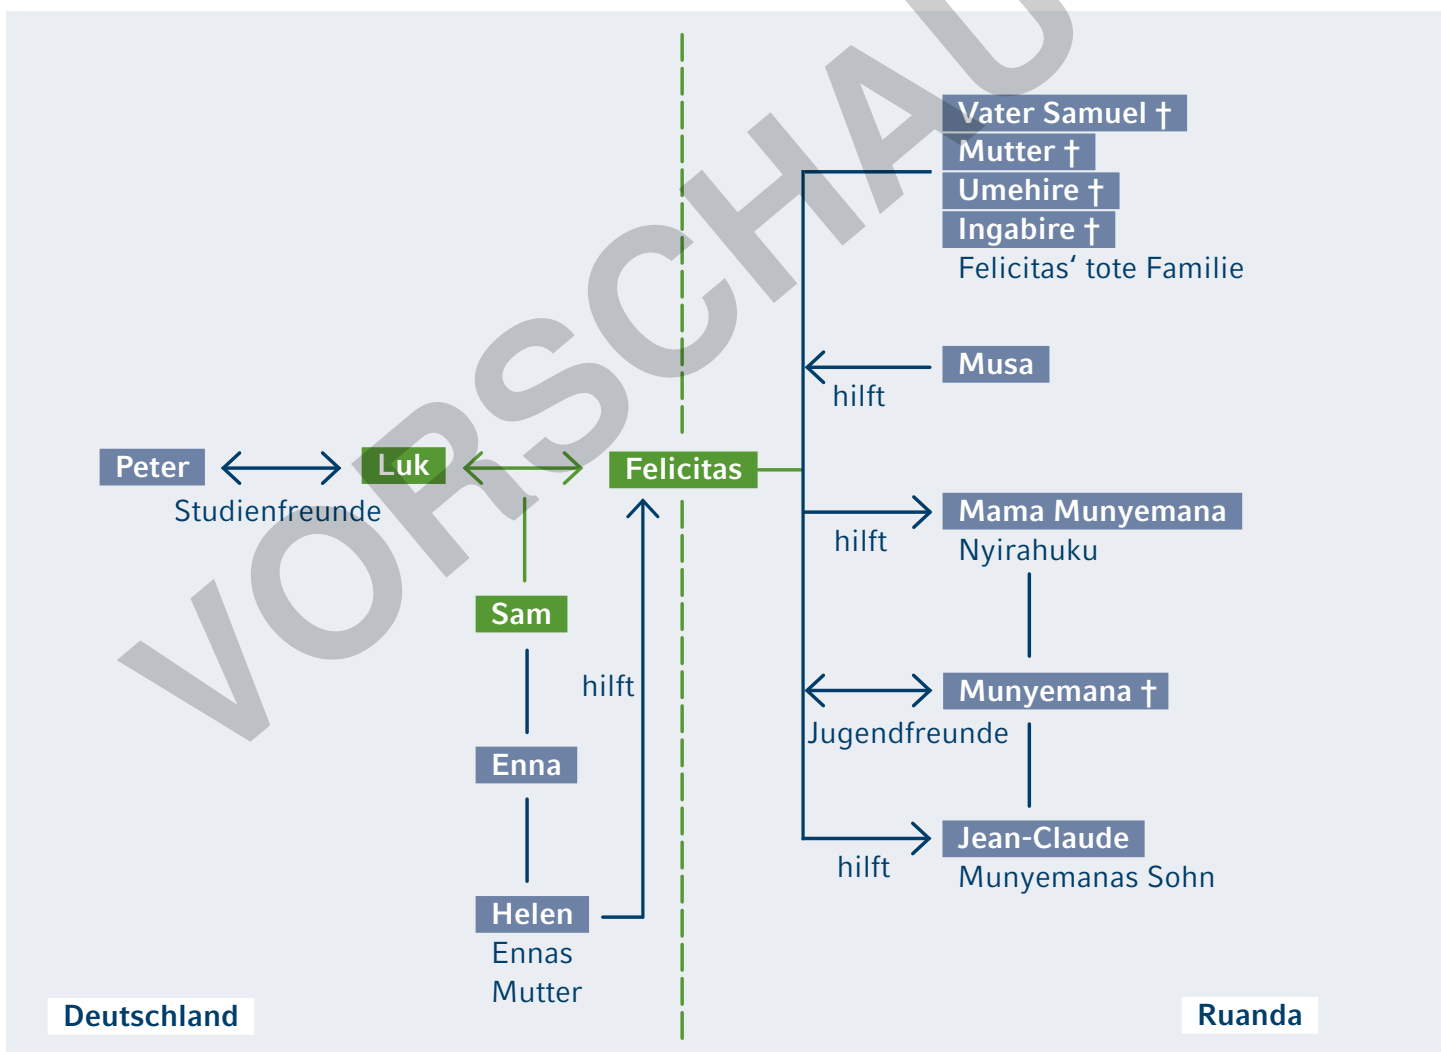 VORSCHAU
Vater Samuel †
Mutter †
Umehire †
Ingabire †
Felicitas‘ tote Familie
Musa
hilft
Peter
Luk
Felicitas
Studienfreunde
Mama Munyemana
Nyirahuku
hilft
Sam
hilft
Munyemana †
Jugendfreunde
Enna
Jean-Claude
Munyemanas Sohn
hilft
Helen
Ennas
Mutter
Deutschland
Ruanda